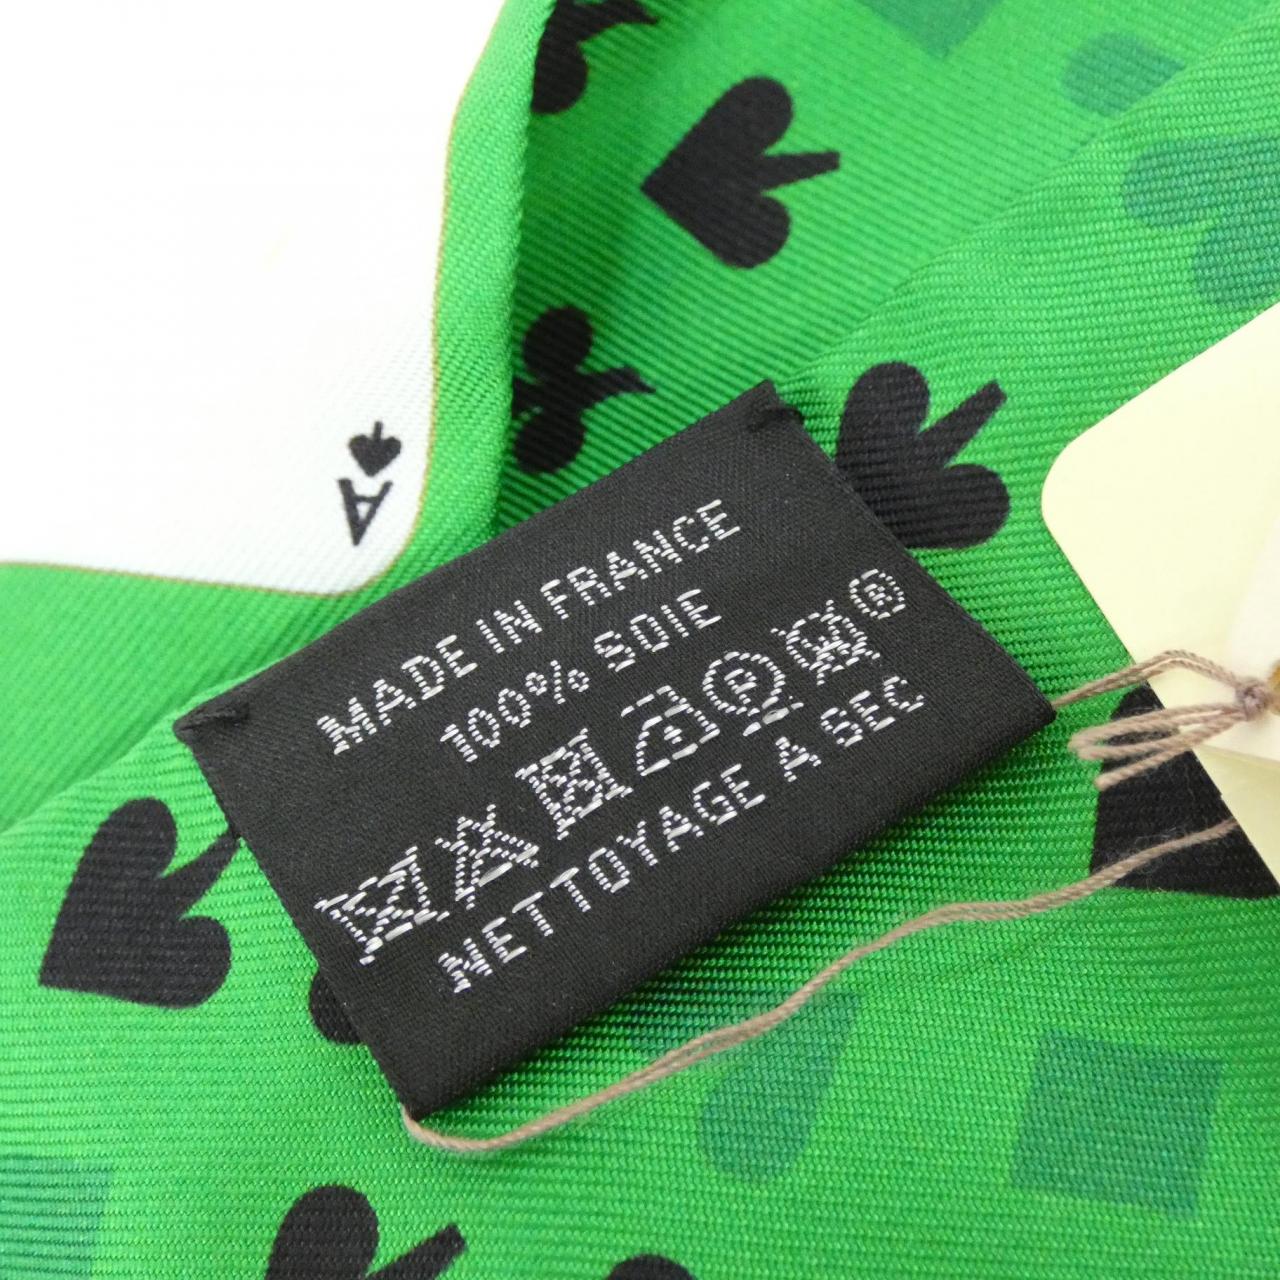 A
MADE IN FRANCE
100% SOIE
Ⓟ Ⓦ ®
NETTOYAGE A SEC